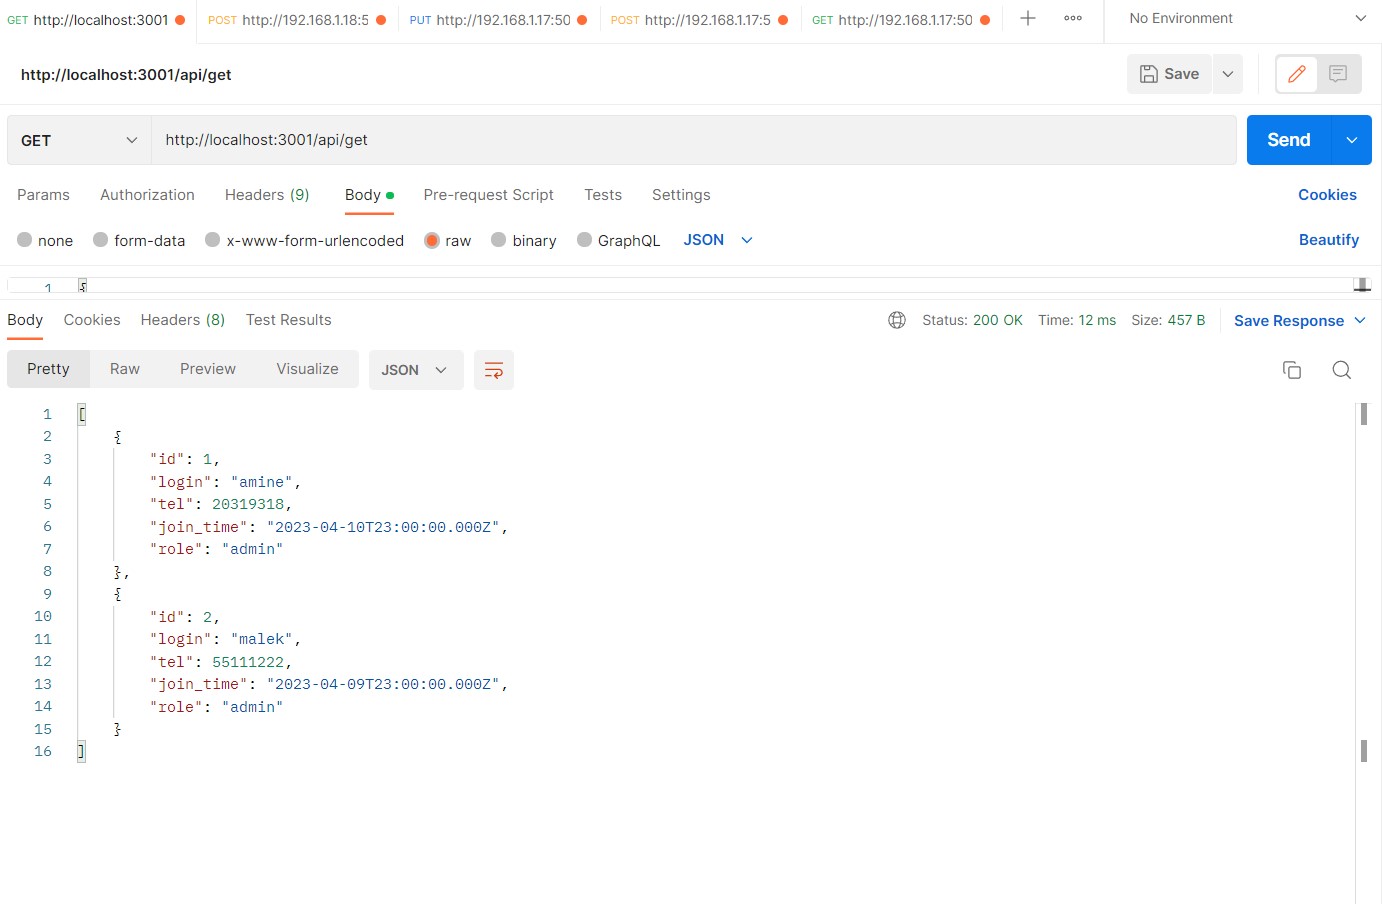 GET http://localhost:3001 POST http://192.168.1.18:5 PUT http://192.168.1.17:50 POST http://192.168.1.17:5 GET http://192.168.1.17:50 No Environment
http://localhost:3001/api/get Save
GET http://localhost:3001/api/get Send
Params Authorization Headers (9) Body Pre-request Script Tests Settings Cookies
none form-data x-www-form-urlencoded raw binary GraphQL JSON Beautify
1 {
Body Cookies Headers (8) Test Results Status: 200 OK Time: 12 ms Size: 457 B Save Response
Pretty Raw Preview Visualize JSON
1 [
2 {
3 "id": 1,
4 "login": "amine",
5 "tel": 20319318,
6 "join_time": "2023-04-10T23:00:00.000Z",
7 "role": "admin"
8 },
9 {
10 "id": 2,
11 "login": "malek",
12 "tel": 55111222,
13 "join_time": "2023-04-09T23:00:00.000Z",
14 "role": "admin"
15 }
16 ]